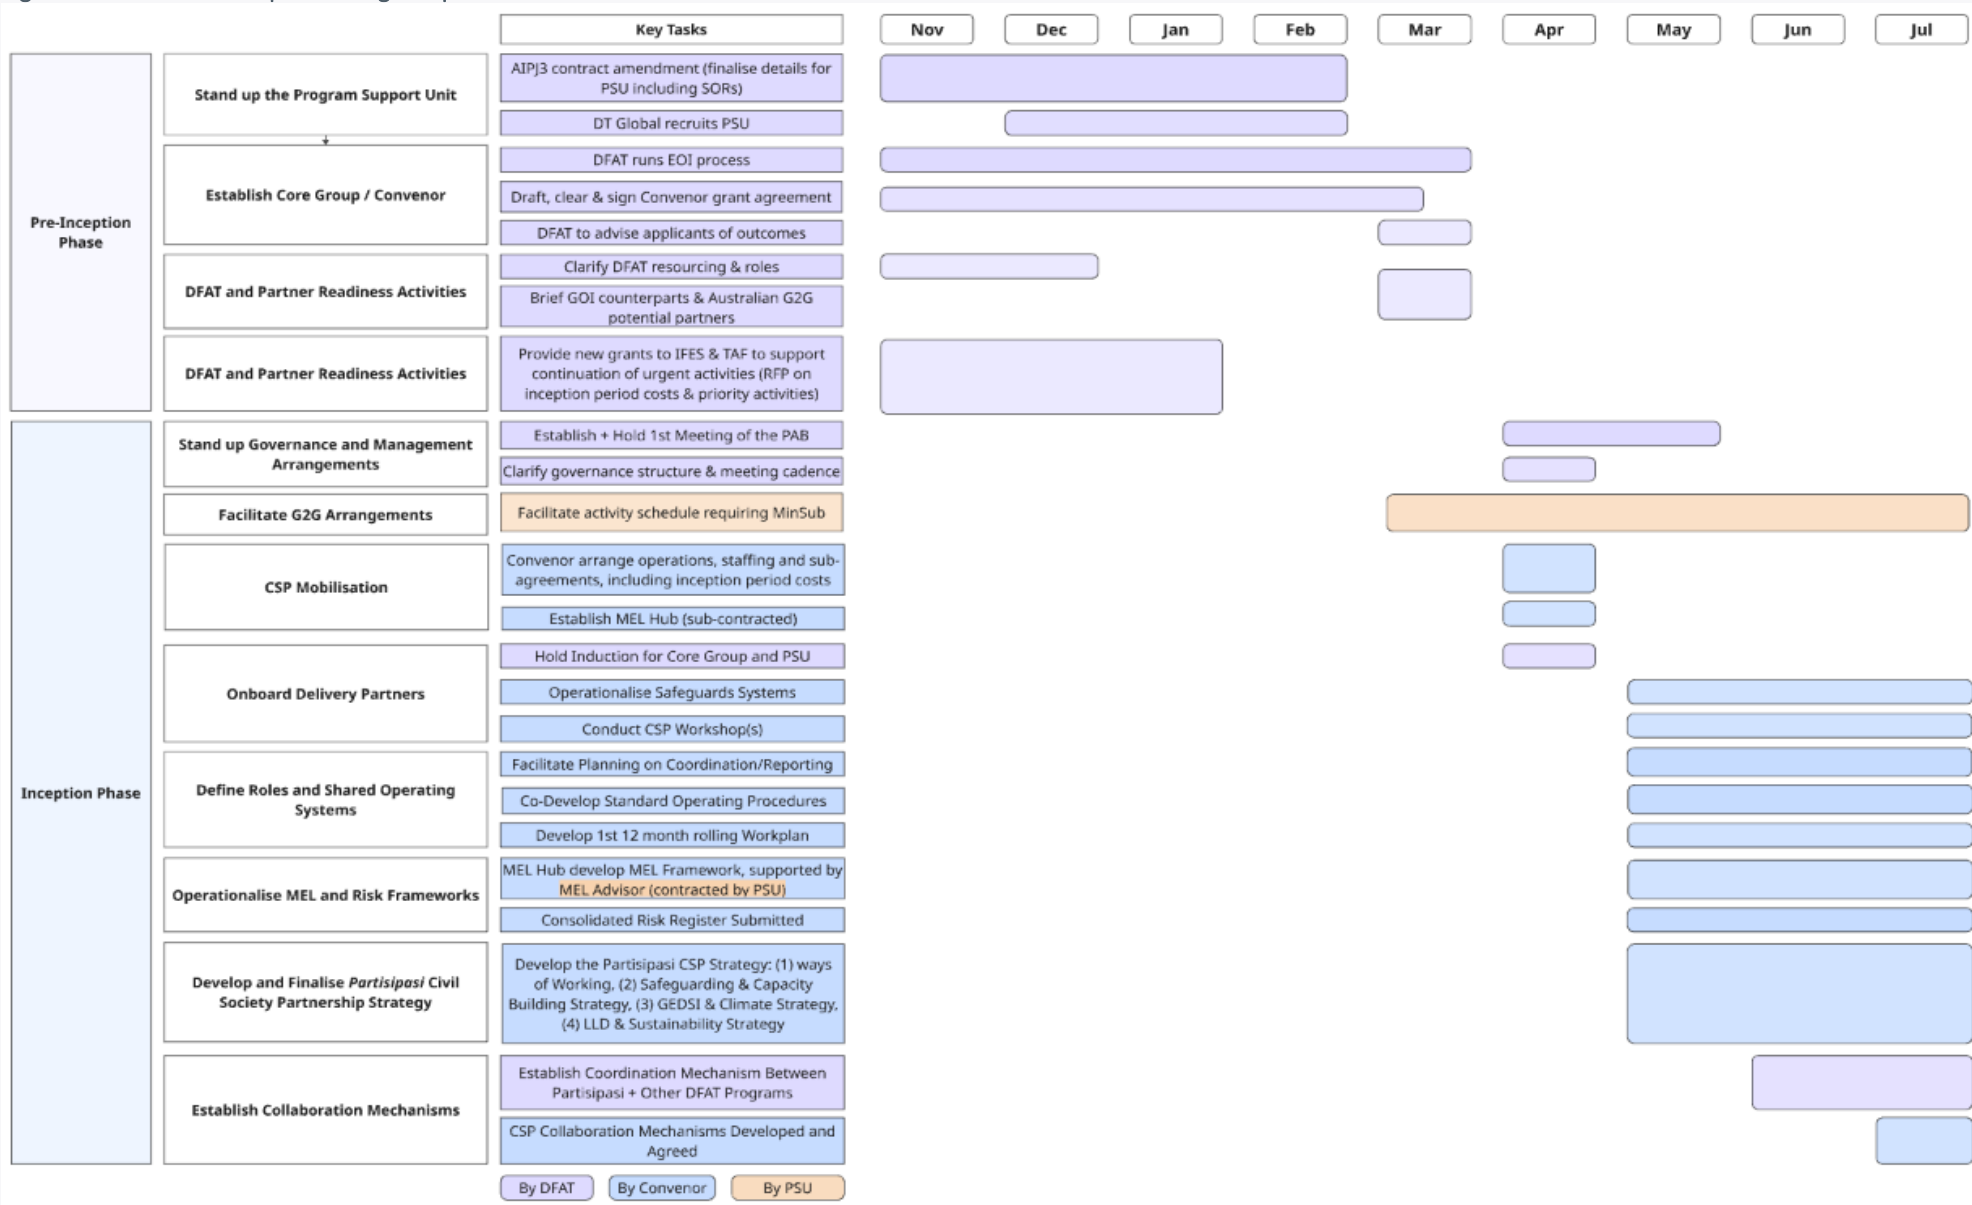 Key Tasks
Nov
Dec
Jan
Feb
Mar
Apr
May
Jun
Jul
Pre-Inception
Phase
Stand up the Program Support Unit
AIPJ3 contract amendment (finalise details for
PSU including SORs)
DT Global recruits PSU
Establish Core Group / Convenor
DFAT runs EOI process
Draft, clear & sign Convenor grant agreement
DFAT to advise applicants of outcomes
DFAT and Partner Readiness Activities
Clarify DFAT resourcing & roles
Brief GOI counterparts & Australian G2G
potential partners
DFAT and Partner Readiness Activities
Provide new grants to IFES & TAF to support
continuation of urgent activities (RFP on
inception period costs & priority activities)
Inception Phase
Stand up Governance and Management
Arrangements
Establish + Hold 1st Meeting of the PAB
Clarify governance structure & meeting cadence
Facilitate G2G Arrangements
Facilitate activity schedule requiring MinSub
CSP Mobilisation
Convenor arrange operations, staffing and sub-
agreements, including inception period costs
Establish MEL Hub (sub-contracted)
Onboard Delivery Partners
Hold Induction for Core Group and PSU
Operationalise Safeguards Systems
Conduct CSP Workshop(s)
Define Roles and Shared Operating
Systems
Facilitate Planning on Coordination/Reporting
Co-Develop Standard Operating Procedures
Develop 1st 12 month rolling Workplan
Operationalise MEL and Risk Frameworks
MEL Hub develop MEL Framework, supported by
MEL Advisor (contracted by PSU)
Consolidated Risk Register Submitted
Develop and Finalise Partisipasi Civil
Society Partnership Strategy
Develop the Partisipasi CSP Strategy: (1) ways
of Working, (2) Safeguarding & Capacity
Building Strategy, (3) GEDSI & Climate Strategy,
(4) LLD & Sustainability Strategy
Establish Collaboration Mechanisms
Establish Coordination Mechanism Between
Partisipasi + Other DFAT Programs
CSP Collaboration Mechanisms Developed and
Agreed
By DFAT
By Convenor
By PSU